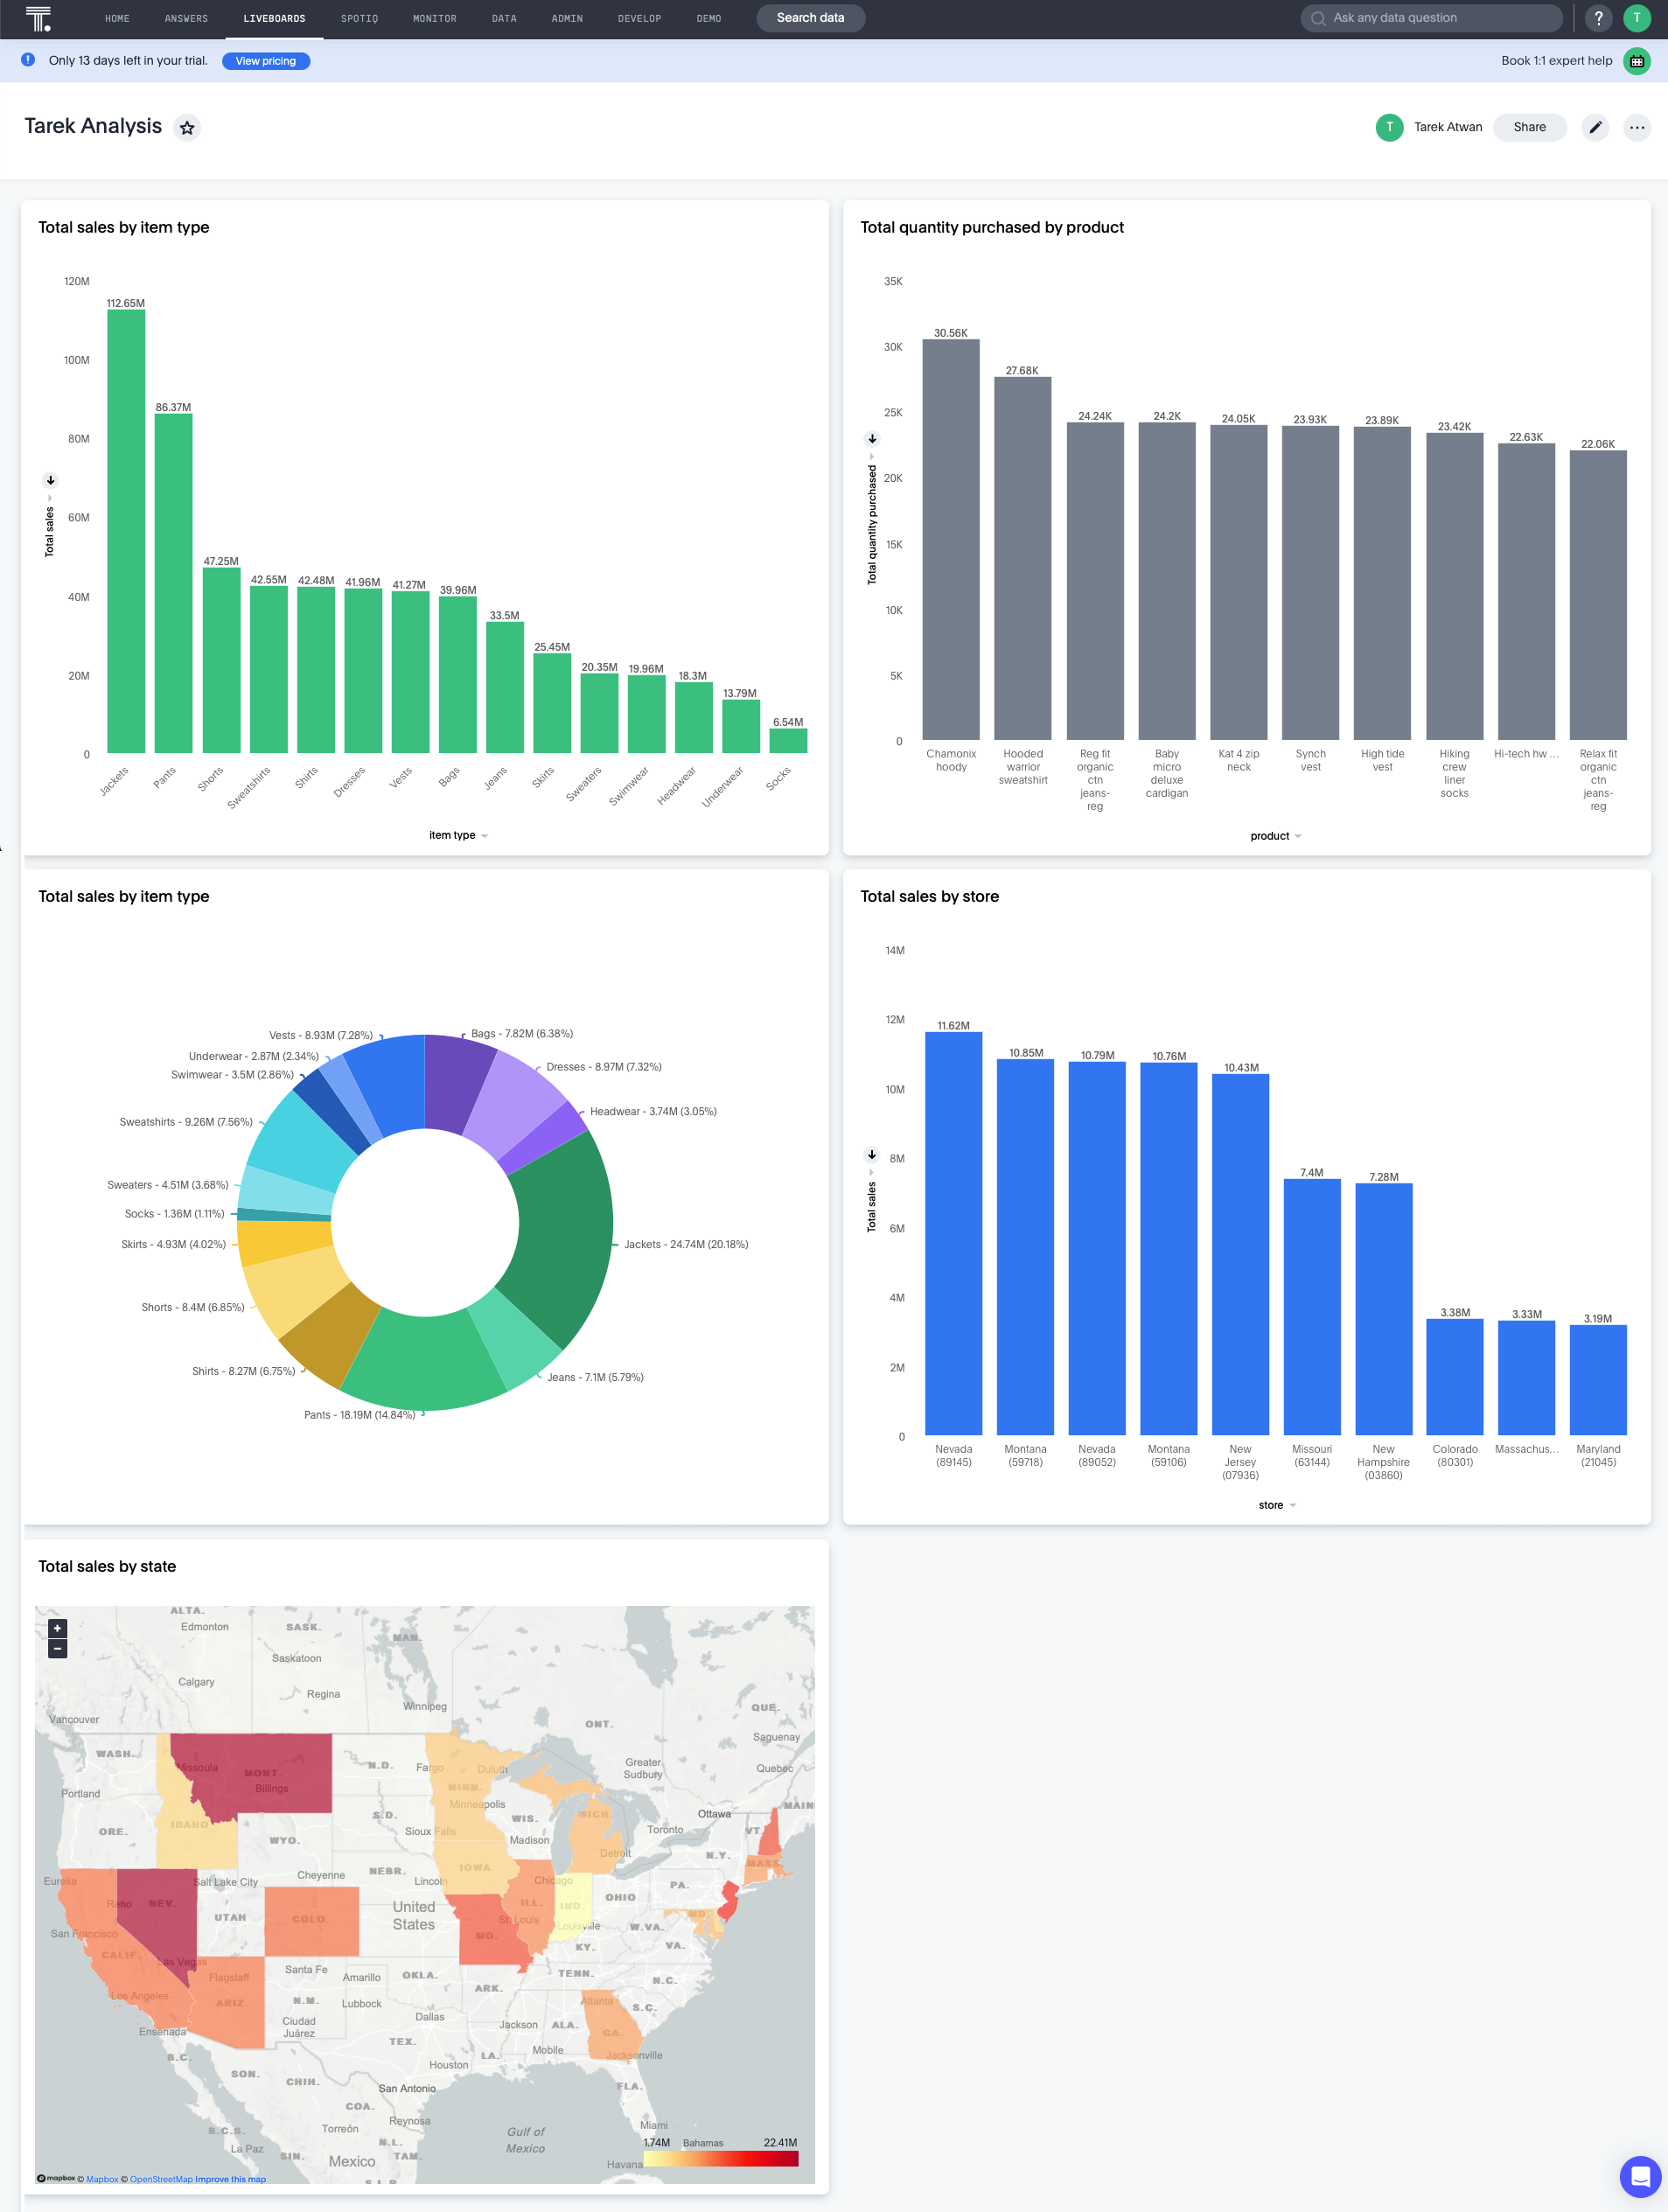 T.
HOME ANSWERS LIVEBOARDS SPOTIQ MONITOR DATA ADMIN DEVELOP DEMO Search data Ask any data question ? T
! Only 13 days left in your trial. View pricing Book 1:1 expert help
Tarek Analysis T Tarek Atwan Share
Total sales by item type
120M
100M
80M
60M
40M
20M
0
Total sales
112.65M
86.37M
47.25M
42.55M
42.48M
41.96M
41.27M
39.96M
33.5M
25.45M
20.35M
19.96M
18.3M
13.79M
6.54M
Jackets
Pants
Shorts
Sweatshirts
Shirts
Dresses
Vests
Bags
Jeans
Skirts
Sweaters
Swimwear
Headwear
Underwear
Socks
item type
Total quantity purchased by product
35K
30K
25K
20K
15K
10K
5K
0
Total quantity purchased
30.56K
27.68K
24.24K
24.2K
24.05K
23.93K
23.89K
23.42K
22.63K
22.06K
Chamonix
hoody
Hooded
warrior
sweatshirt
Reg fit
organic
ctn
jeans-
reg
Baby
micro
deluxe
cardigan
Kat 4 zip
neck
Synch
vest
High tide
vest
Hiking
crew
liner
socks
Hi-tech hw ...
Relax fit
organic
ctn
jeans-
reg
product
Total sales by item type
Vests - 8.93M (7.28%)
Bags - 7.82M (6.38%)
Underwear - 2.87M (2.34%)
Dresses - 8.97M (7.32%)
Swimwear - 3.5M (2.86%)
Headwear - 3.74M (3.05%)
Sweatshirts - 9.26M (7.56%)
Sweaters - 4.51M (3.68%)
Socks - 1.36M (1.11%)
Skirts - 4.93M (4.02%)
Jackets - 24.74M (20.18%)
Shorts - 8.4M (6.85%)
Shirts - 8.27M (6.75%)
Jeans - 7.1M (5.79%)
Pants - 18.19M (14.84%)
Total sales by store
14M
12M
10M
8M
6M
4M
2M
0
Total sales
11.62M
10.85M
10.79M
10.76M
10.43M
7.4M
7.28M
3.38M
3.33M
3.19M
Nevada
(89145)
Montana
(59718)
Nevada
(89052)
Montana
(59106)
New
Jersey
(07936)
Missouri
(63144)
New
Hampshire
(03860)
Colorado
(80301)
Massachus...
Maryland
(21045)
store
Total sales by state
+
−
ALTA.
Edmonton
SASK.
MAN.
Saskatoon
Calgary
Regina
Winnipeg
QUE.
Vancouver
ONT.
Saguenay
WASH.
Missoula
MONT.
N.D.
Fargo
Duluth
Greater
Sudbury
Quebec
Portland
Billings
MINN.
Minneapolis
MICH.
Ottawa
MAIN
ORE.
IDAHO
WYO.
S.D.
Sioux Falls
WIS.
Madison
Toronto
VT.
Detroit
N.Y.
MASS.
Eureka
Salt Lake City
Cheyenne
NEBR.
Lincoln
IOWA
Chicago
PA.
Reno
NEV.
UTAH
COLO.
United
States
ILL.
IND.
OHIO
San Francisco
St. Louis
Louisville
MD.
W.VA.
CALIF.
Las Vegas
MO.
KY.
VA.
Flagstaff
Santa Fe
Amarillo
OKLA.
TENN.
N.C.
Los Angeles
ARIZ.
N.M.
Lubbock
ARK.
Atlanta
S.C.
Ensenada
Ciudad
Juárez
Dallas
Jackson
ALA.
GA.
B.C.
TEX.
LA.
Mobile
Jacksonville
SON.
CHIH.
Houston
San Antonio
FLA.
COA.
B.C.S.
Torreón
Reynosa
Gulf of
Mexico
Miami
La Paz
SIN.
N.L.
TAM.
Mexico
1.74M Bahamas 22.41M
Havana
mapbox © Mapbox © OpenStreetMap Improve this map